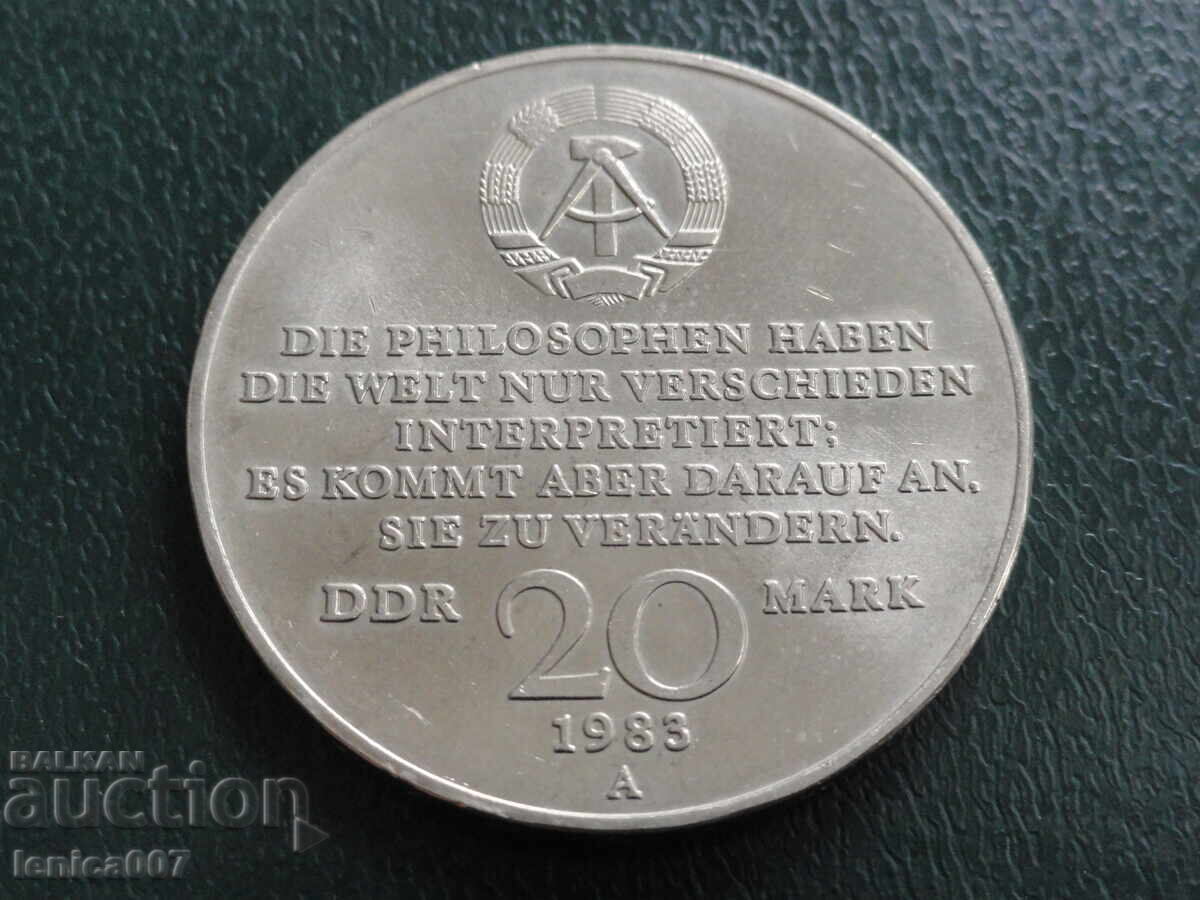 DIE PHILOSOPHEN HABEN
DIE WELT NUR VERSCHIEDEN
INTERPRETIERT;
ES KOMMT ABER DARAUF AN,
SIE ZU VERÄNDERN.
DDR 20 MARK
1983
A
BALKAN
auction
lenica007